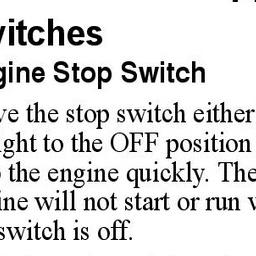 vitches
gine Stop Switch
ve the stop switch either
ght to the OFF position
the engine quickly. The
ine will not start or run
switch is off.